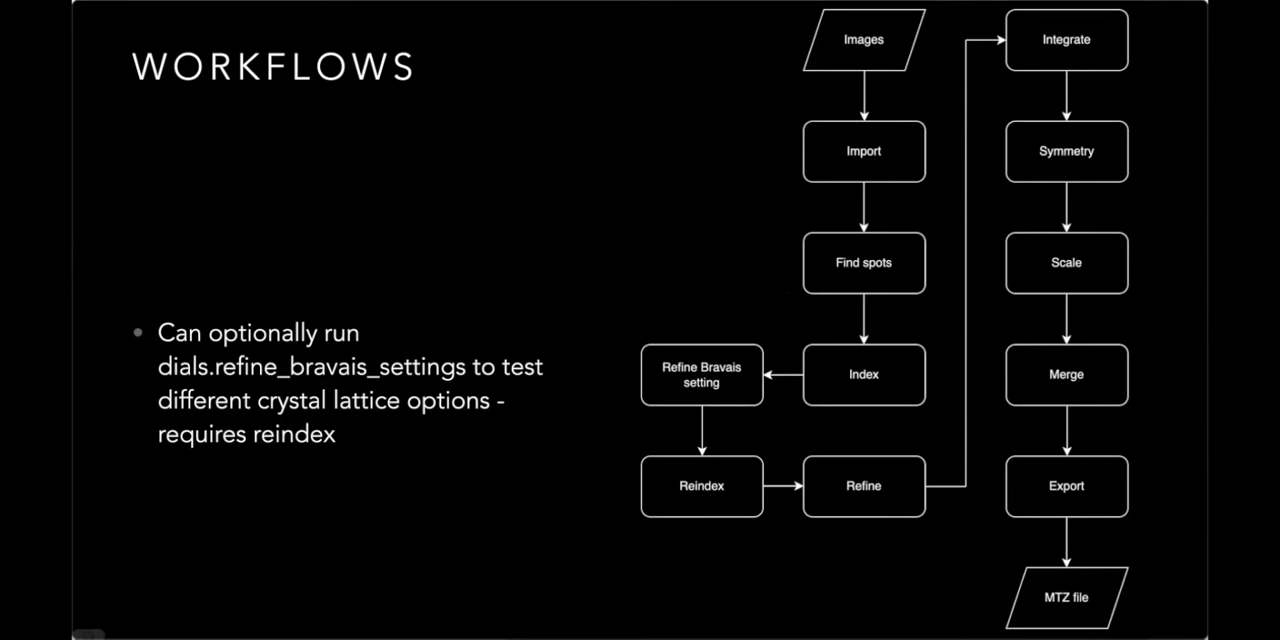 WORKFLOWS
Can optionally run
dials.refine_bravais_settings to test
different crystal lattice options -
requires reindex
Images
Import
Find spots
Index
Refine Bravais
setting
Reindex
Refine
Integrate
Symmetry
Scale
Merge
Export
MTZ file